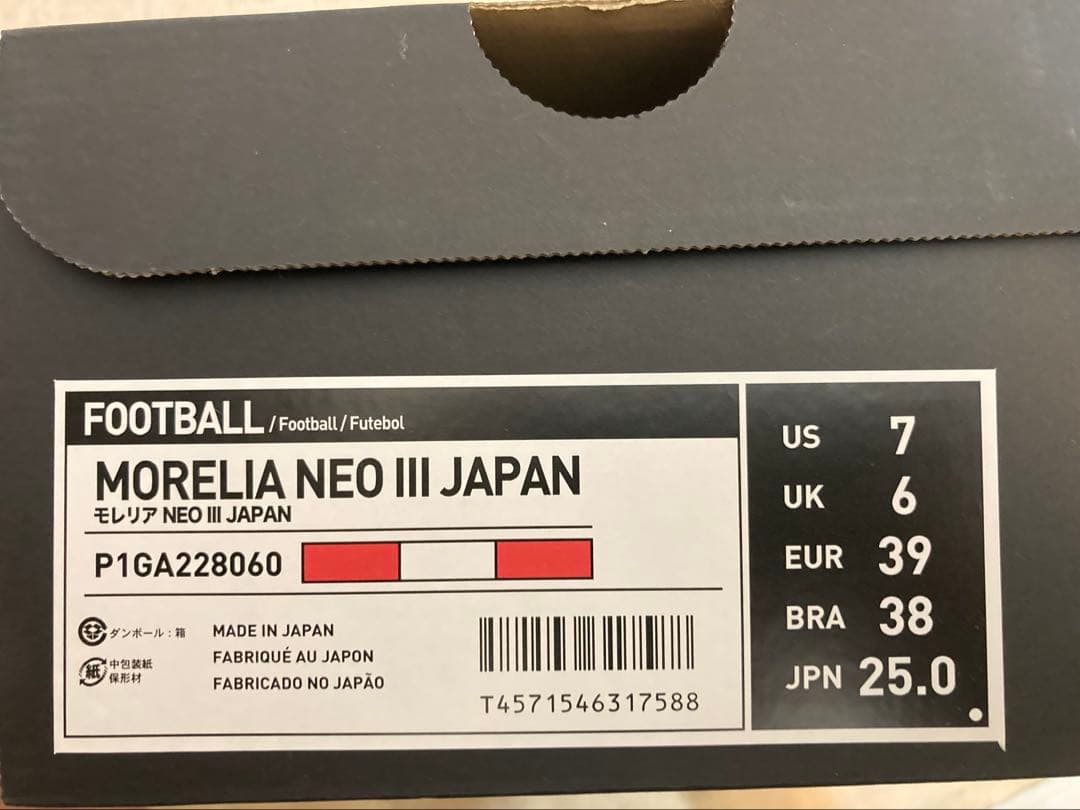 FOOTBALL / Football / Futebol
MORELIA NEO III JAPAN
モレリア NEO III JAPAN
P1GA228060
ダンボール : 箱
紙
中包装紙
保形材
MADE IN JAPAN
FABRIQUÉ AU JAPON
FABRICADO NO JAPÃO
T4571546317588
US 7
UK 6
EUR 39
BRA 38
JPN 25.0